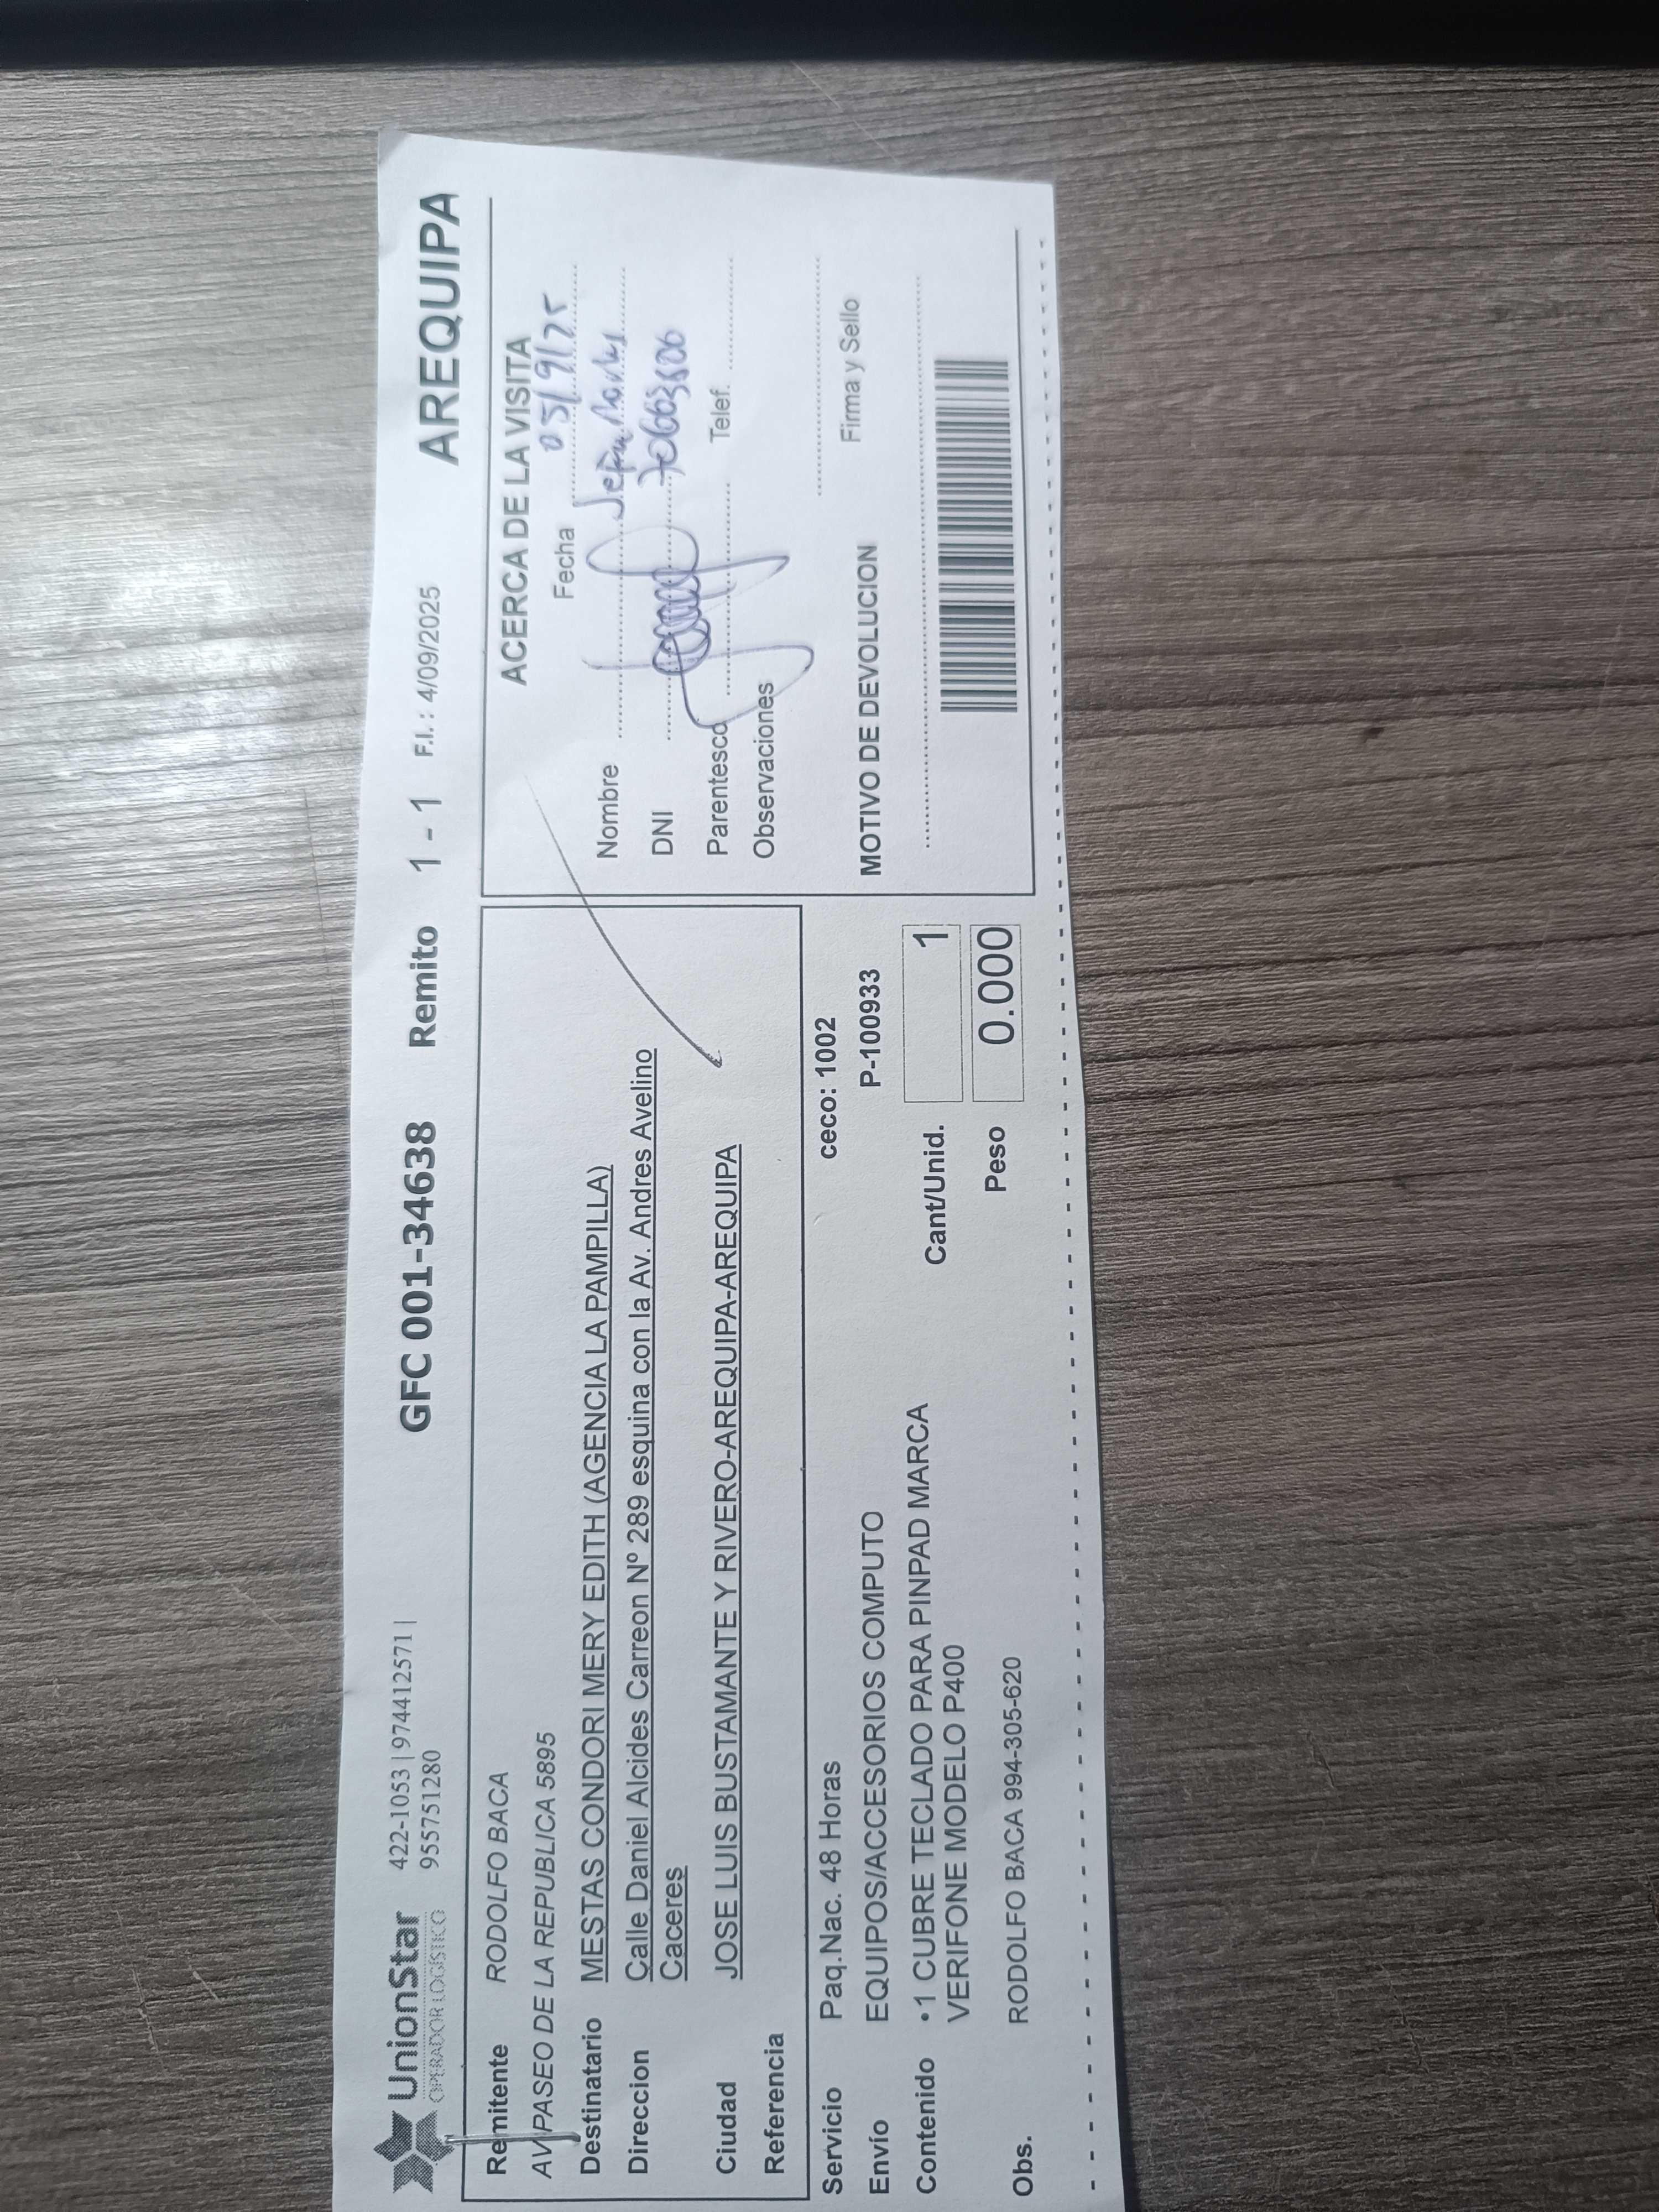 UnionStar
OPERADOR LOGISTICO
422-1053 | 974412571 |
955751280
GFC 001-34638 Remito 1 - 1 F.I. : 4/09/2025 AREQUIPA
Remitente RODOLFO BACA
AV PASEO DE LA REPUBLICA 5895
Destinatario MESTAS CONDORI MERY EDITH (AGENCIA LA PAMPILLA)
Direccion Calle Daniel Alcides Carreon Nº 289 esquina con la Av. Andres Avelino
Caceres
Ciudad JOSE LUIS BUSTAMANTE Y RIVERO-AREQUIPA-AREQUIPA
Referencia
Servicio Paq.Nac. 48 Horas ceco: 1002
Envío EQUIPOS/ACCESORIOS COMPUTO P-100933
Contenido •1 CUBRE TECLADO PARA PINPAD MARCA
VERIFONE MODELO P400
Cant/Unid. 1
Peso 0.000
Obs. RODOLFO BACA 994-305-620
ACERCA DE LA VISITA
Fecha 05/9/25
Nombre
DNI 70663806
Parentesco Telef.
Observaciones
Firma y Sello
MOTIVO DE DEVOLUCION